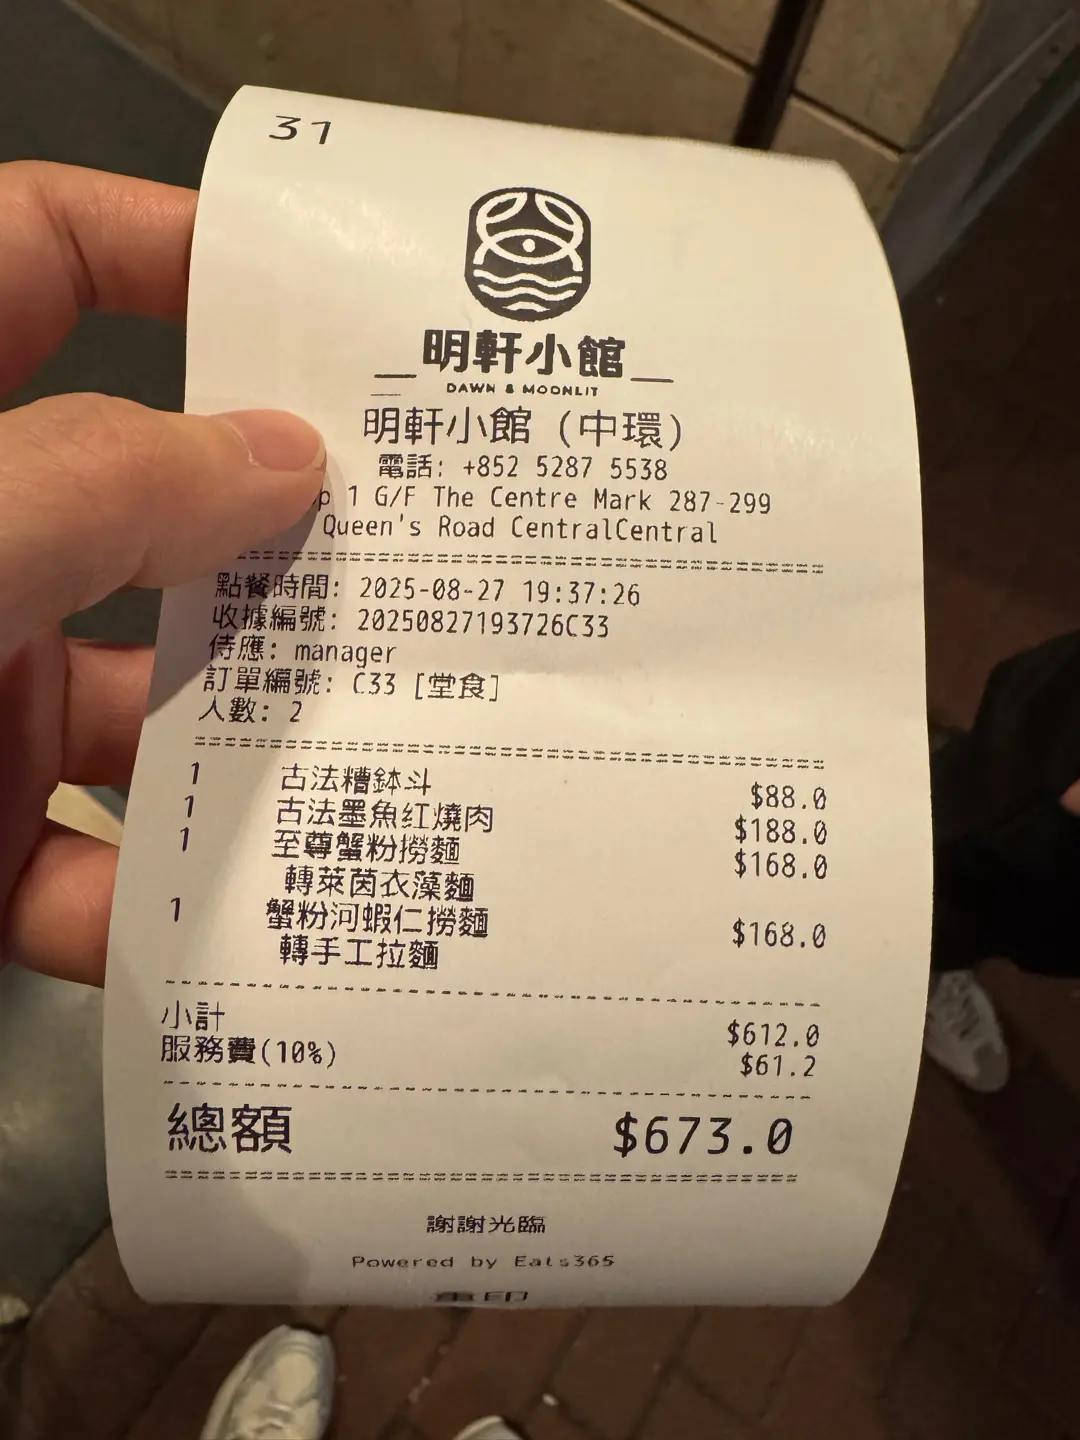 31
明軒小館
DAWN & MOONLIT
明軒小館 (中環)
電話: +852 5287 5538
1 G/F The Centre Mark 287-299
Queen's Road CentralCentral
點餐時間: 2025-08-27 19:37:26
收據編號: 20250827193726C33
侍應: manager
訂單編號: C33 [堂食]
人數: 2
1 古法糟鉢斗 $88.0
1 古法墨魚紅燒肉 $188.0
1 至尊蟹粉撈麵 $168.0
轉萊茵衣藻麵
1 蟹粉河蝦仁撈麵 $168.0
轉手工拉麵
小計 $612.0
服務費(10%) $61.2
總額 $673.0
謝謝光臨
Powered by Eats365
重印